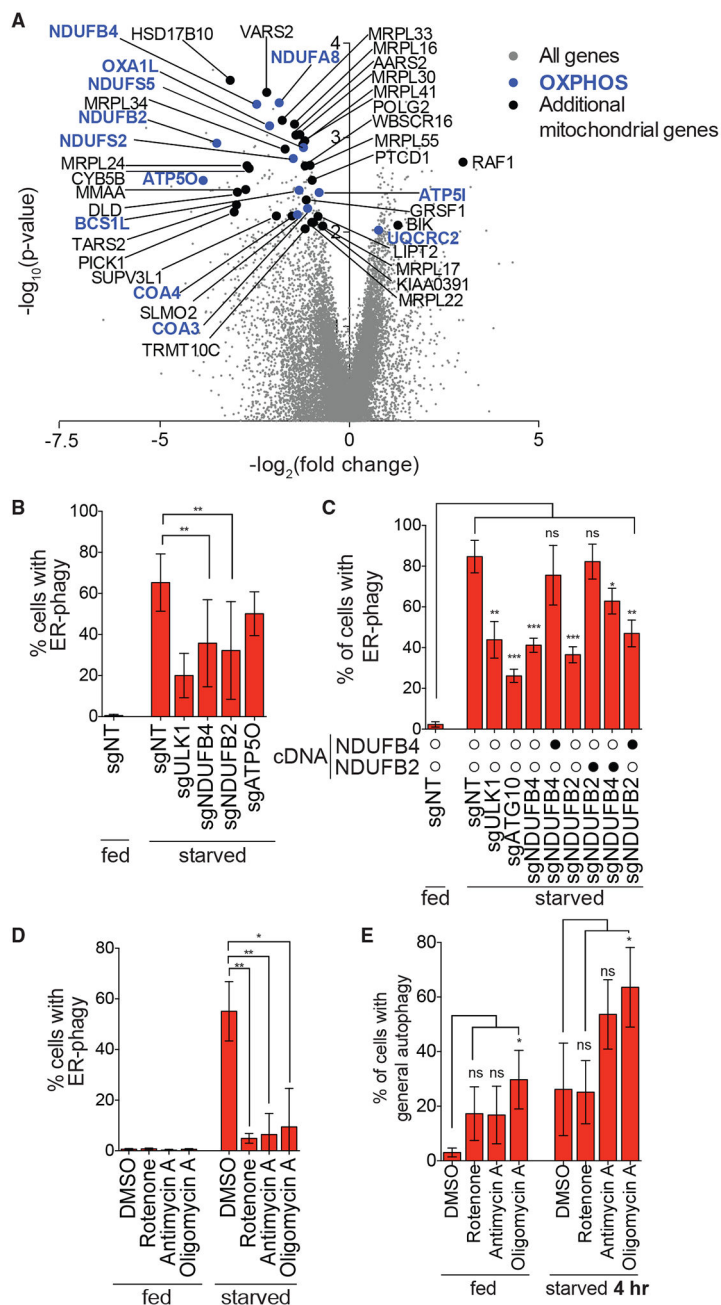 A
NDUFB4
HSD17B10
VARS2
4
MRPL33
MRPL16
AARS2
MRPL30
MRPL41
POLG2
WBSCR16
MRPL55
PTCD1
OXA1L
NDUFA8
NDUFS5
MRPL34
NDUFB2
NDUFS2
3
MRPL24
CYB5B
ATP5O
MMAA
DLD
BCS1L
TARS2
PICK1
SUPV3L1
COA4
SLMO2
COA3
TRMT10C
RAF1
ATP5I
GRSF1
BIK
2
UQCRC2
LIPT2
MRPL17
KIAA0391
MRPL22
All genes
OXPHOS
Additional
mitochondrial genes
-log10(p-value)
-7.5
-5
0
5
-log2(fold change)
B
% cells with
ER-phagy
100
80
60
40
20
0
**
**
sgNT
sgNT
sgULK1
sgNDUFB4
sgNDUFB2
sgATP5O
fed
starved
C
% of cells with
ER-phagy
100
80
60
40
20
0
**
***
***
ns
***
ns
*
**
cDNA
NDUFB4
NDUFB2
sgNT
sgNT
sgULK1
sgATG10
sgNDUFB4
sgNDUFB4
sgNDUFB2
sgNDUFB2
sgNDUFB4
sgNDUFB2
fed
starved
D
% cells with
ER-phagy
80
60
40
20
0
*
**
**
DMSO
Rotenone
Antimycin A
Oligomycin A
DMSO
Rotenone
Antimycin A
Oligomycin A
fed
starved
E
% of cells with
general autophagy
80
60
40
20
0
ns
ns
*
ns
ns
*
DMSO
Rotenone
Antimycin A
Oligomycin A
DMSO
Rotenone
Antimycin A
Oligomycin A
fed
starved 4 hr